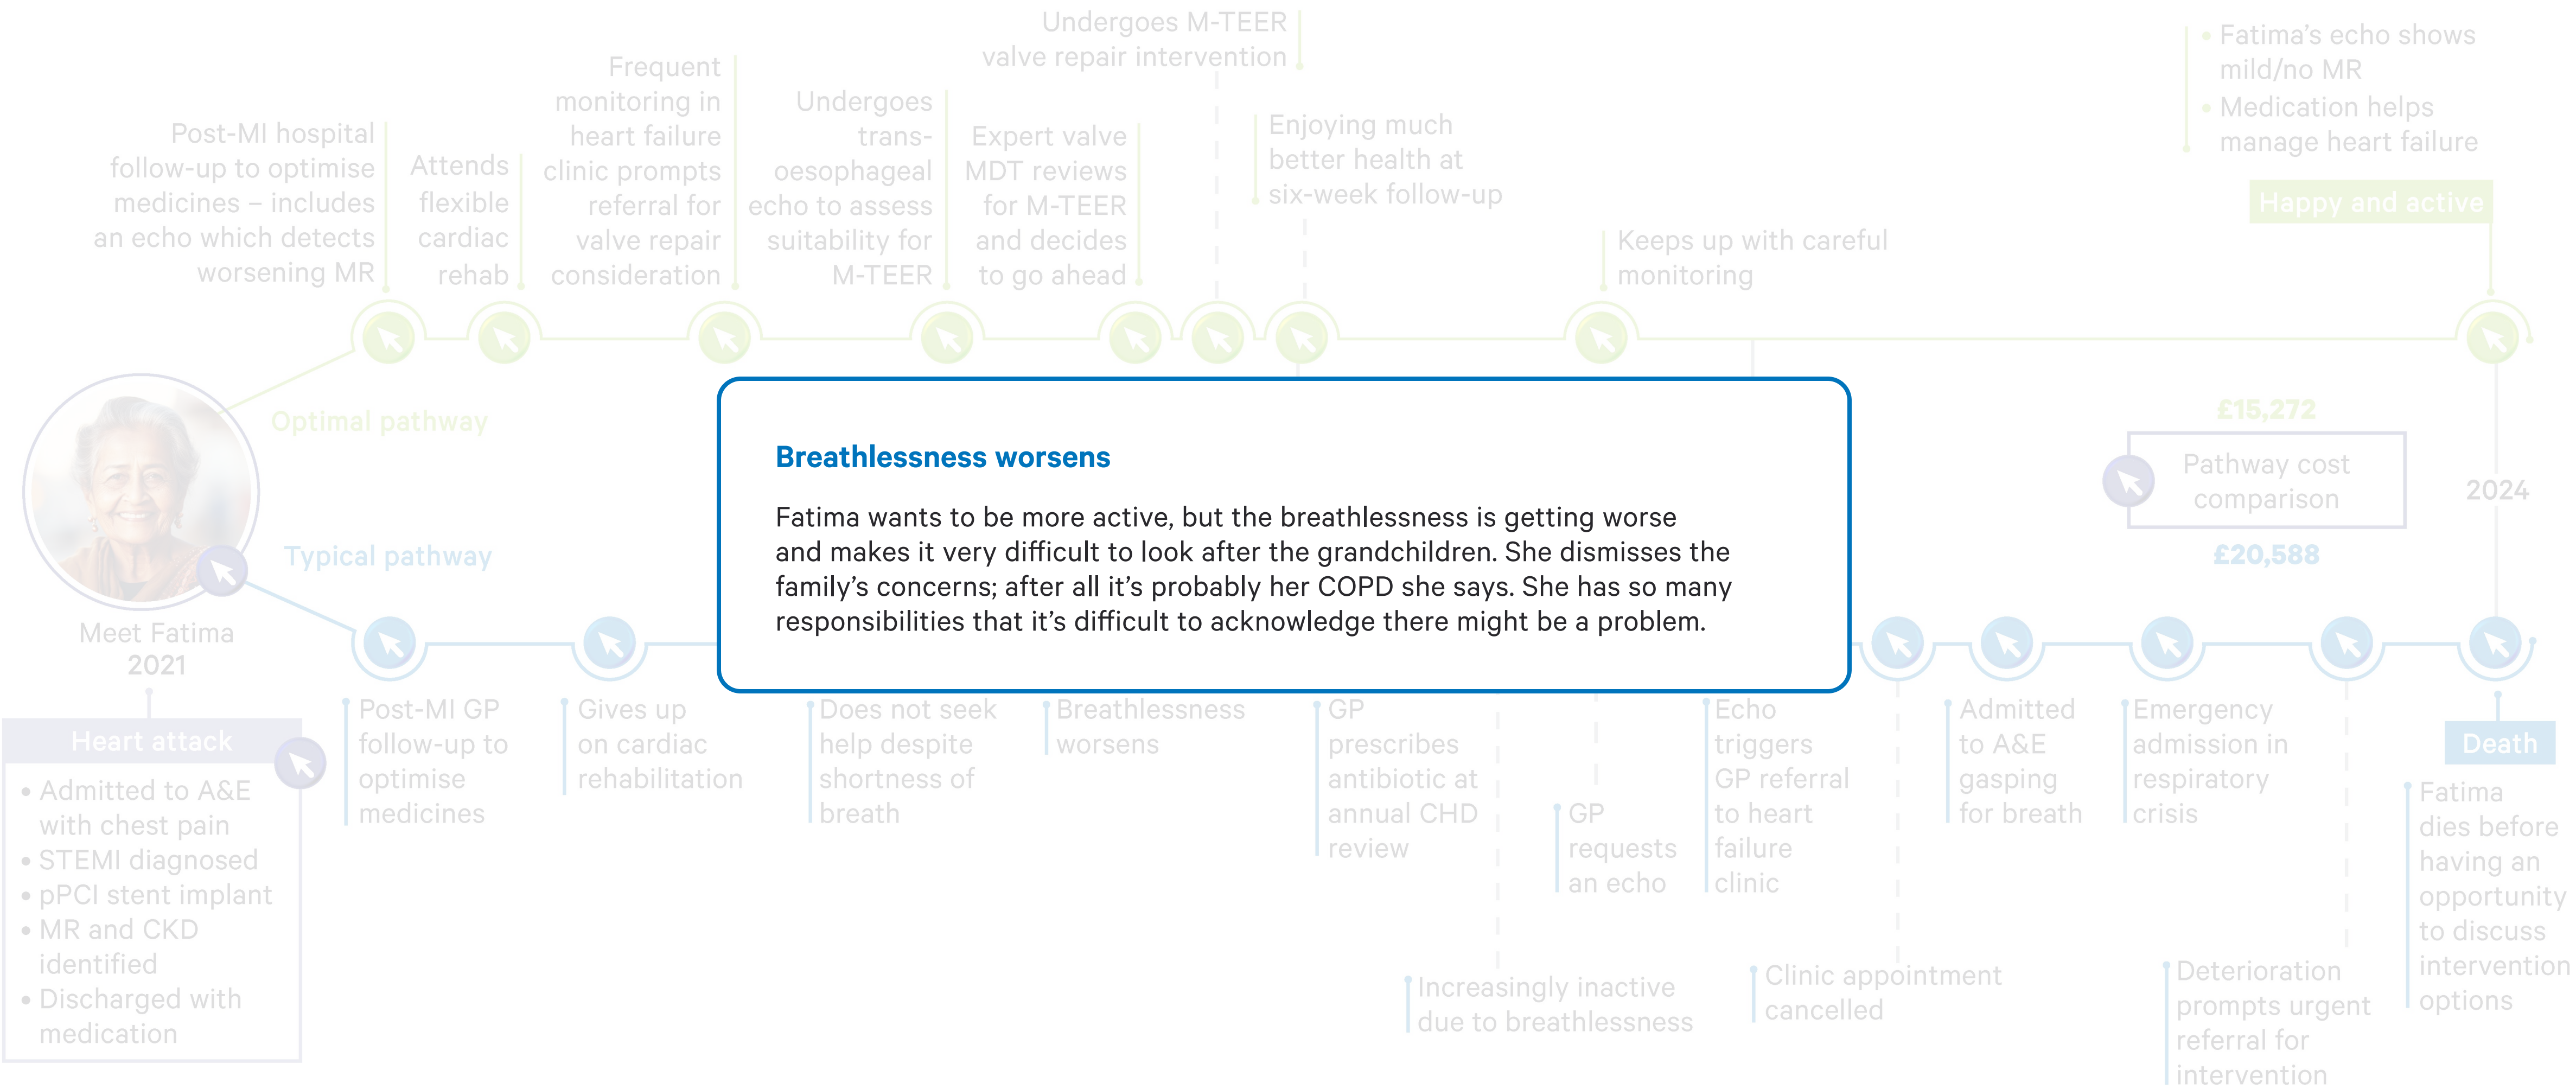 Undergoes M-TEER
valve repair intervention
Frequent
monitoring in
heart failure
clinic prompts
referral for
valve repair
consideration
Undergoes
trans-
oesophageal
echo to assess
suitability for
M-TEER
Expert valve
MDT reviews
for M-TEER
and decides
to go ahead
Post-MI hospital
follow-up to optimise
medicines – includes
an echo which detects
worsening MR
Attends
flexible
cardiac
rehab
Enjoying much
better health at
six-week follow-up
Keeps up with careful
monitoring
• Fatima’s echo shows
mild/no MR
• Medication helps
manage heart failure
Happy and active
Optimal pathway
Typical pathway
Meet Fatima
2021
Breathlessness worsens
Fatima wants to be more active, but the breathlessness is getting worse
and makes it very difficult to look after the grandchildren. She dismisses the
family’s concerns; after all it’s probably her COPD she says. She has so many
responsibilities that it’s difficult to acknowledge there might be a problem.
£15,272
Pathway cost
comparison
£20,588
2024
Heart attack
• Admitted to A&E
with chest pain
• STEMI diagnosed
• pPCI stent implant
• MR and CKD
identified
• Discharged with
medication
Post-MI GP
follow-up to
optimise
medicines
Gives up
on cardiac
rehabilitation
Does not seek
help despite
shortness of
breath
Breathlessness
worsens
GP
prescribes
antibiotic at
annual CHD
review
Increasingly inactive
due to breathlessness
GP
requests
an echo
Echo
triggers
GP referral
to heart
failure
clinic
Clinic appointment
cancelled
Admitted
to A&E
gasping
for breath
Emergency
admission in
respiratory
crisis
Deterioration
prompts urgent
referral for
intervention
Death
Fatima
dies before
having an
opportunity
to discuss
intervention
options